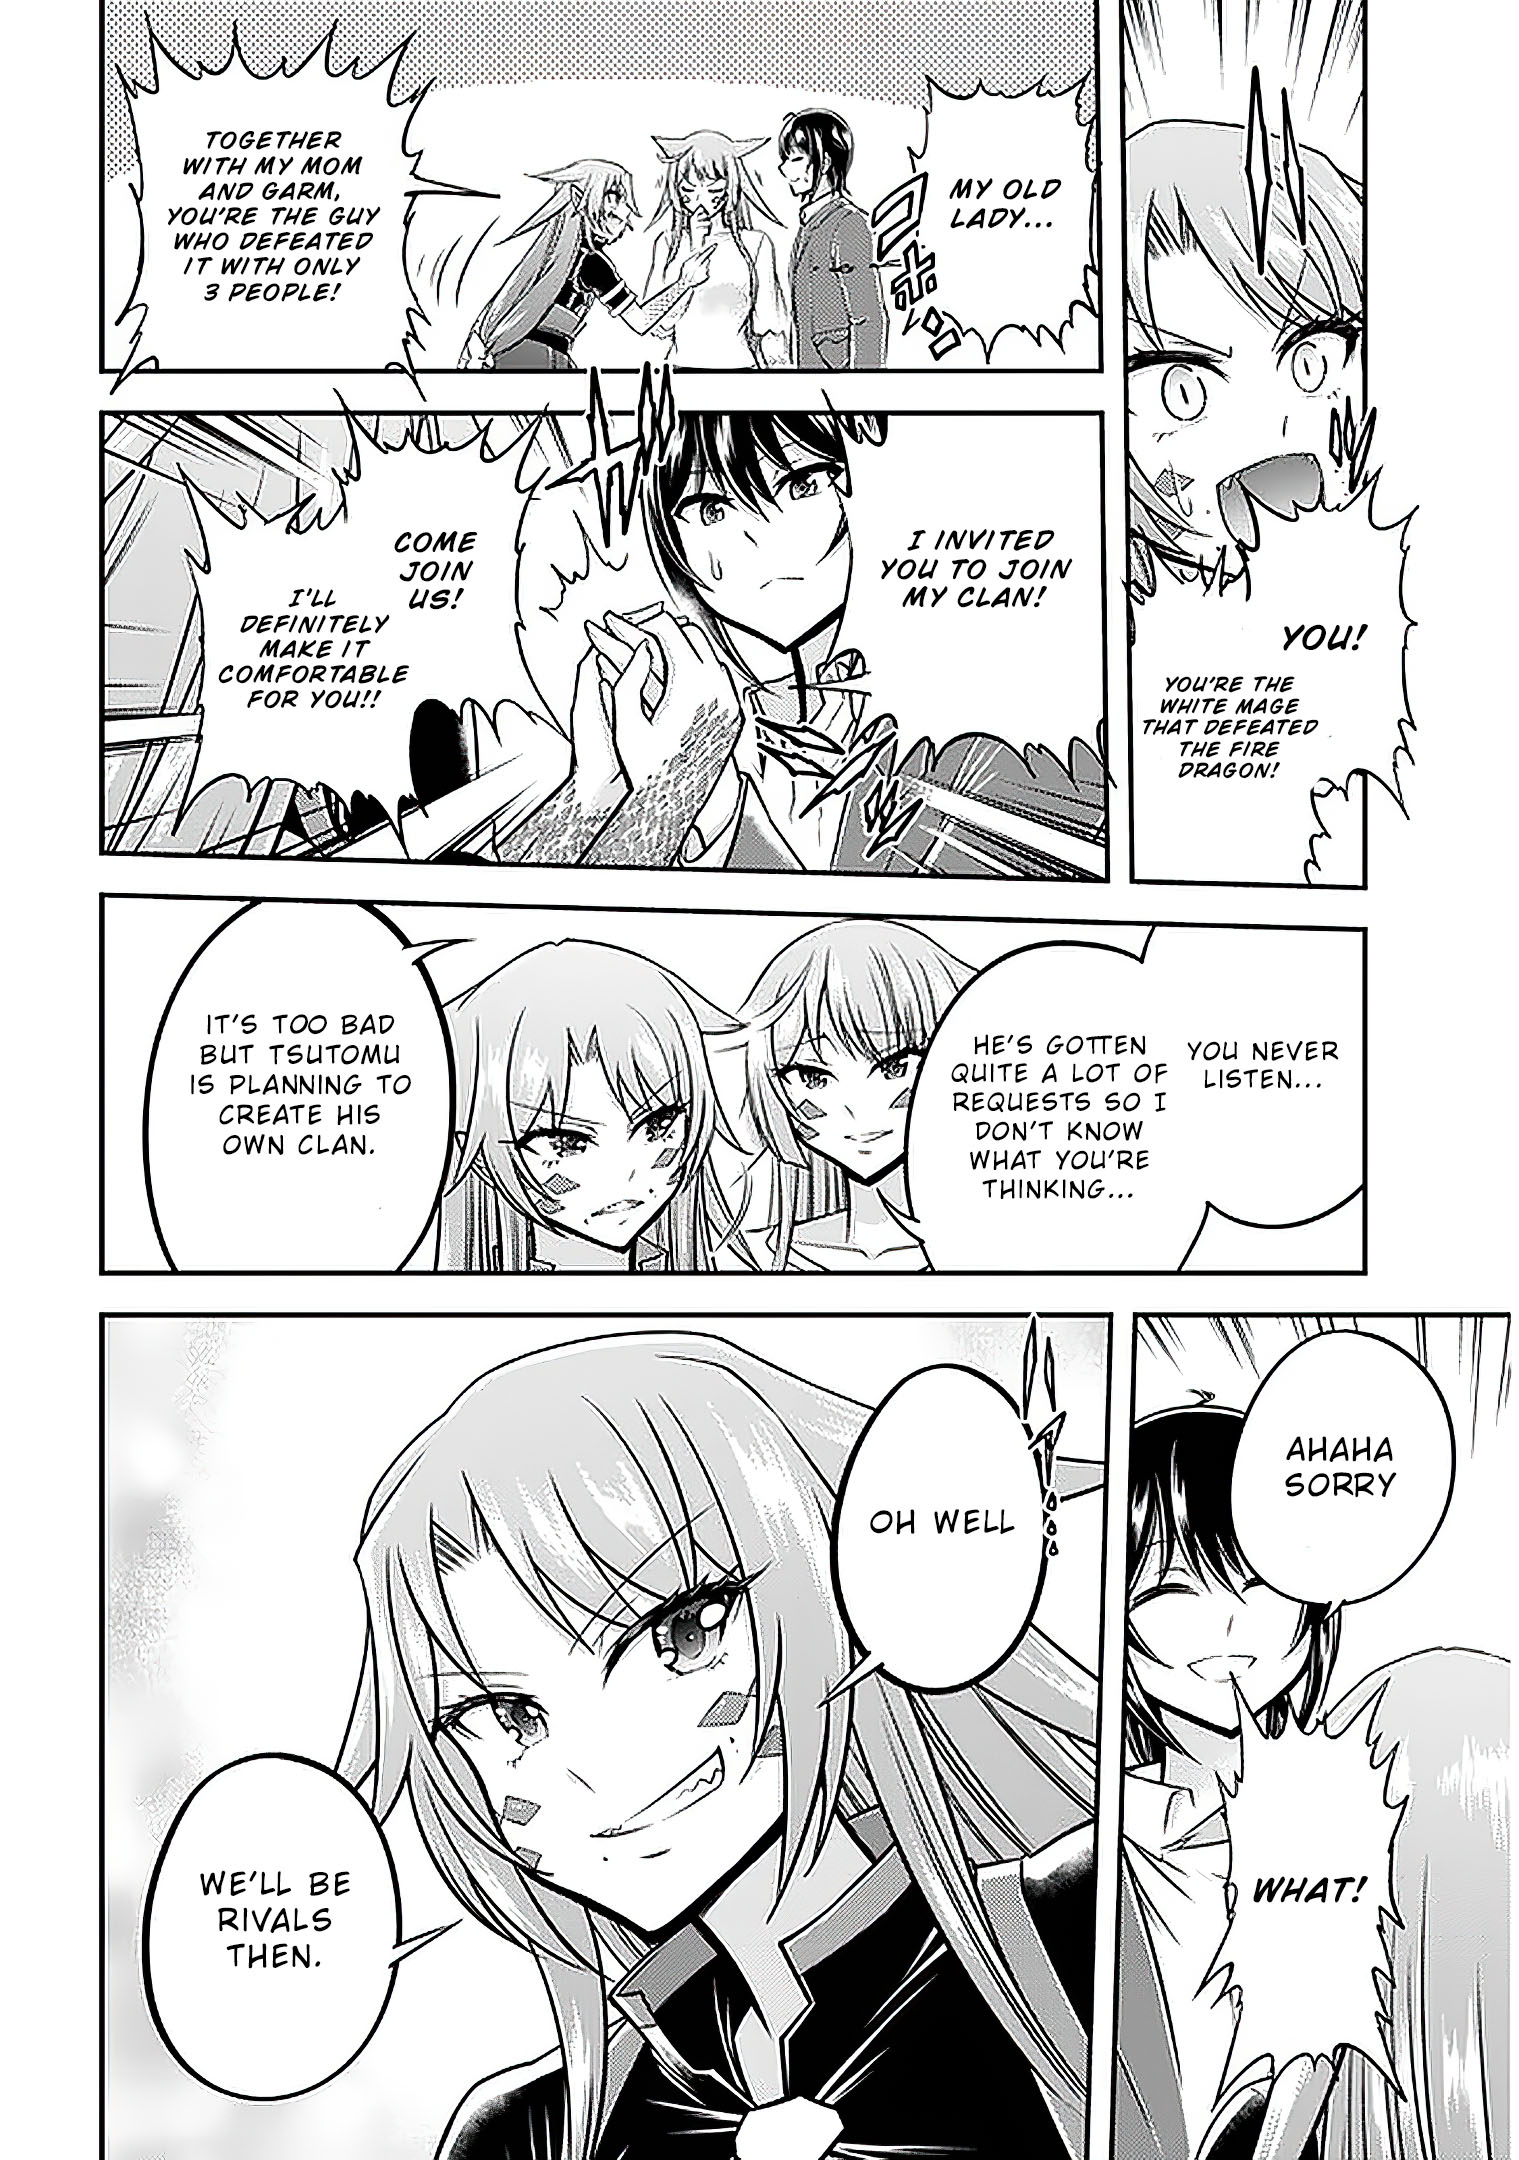 YOU!
YOU'RE THE
WHITE MAGE
THAT DEFEATED
THE FIRE
DRAGON!
MY OLD
LADY...
TOGETHER
WITH MY MOM
AND GARM,
YOU'RE THE GUY
WHO DEFEATED
IT WITH ONLY
3 PEOPLE!
I INVITED
YOU TO JOIN
MY CLAN!
COME
JOIN
US!
I'LL
DEFINITELY
MAKE IT
COMFORTABLE
FOR YOU!!
YOU NEVER
LISTEN...
HE'S GOTTEN
QUITE A LOT OF
REQUESTS SO I
DON'T KNOW
WHAT YOU'RE
THINKING...
IT'S TOO BAD
BUT TSUTOMU
IS PLANNING TO
CREATE HIS
OWN CLAN.
AHAHA
SORRY
WHAT!
OH WELL
WE'LL BE
RIVALS
THEN.